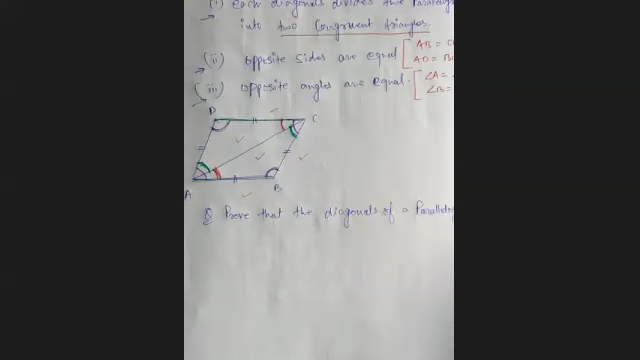 (i) each diagonals divides the
into two congruent triangles.
(ii) opposite sides are equal [ AB =
AD =
(iii) opposite angles are equal. [ ∠A =
∠B =
D
C
A
B
Q Prove that the diagonals of a